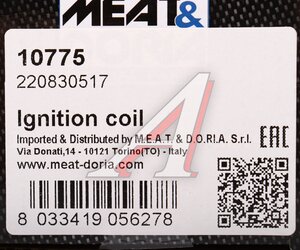 MEAT&
10775
220830517
Ignition coil
Imported & Distributed by M.E.A.T. & D.O.R.I.A. S.r.l.
Via Donati,14 - 10121 Torino(TO) - Italy
www.meat-doria.com
EAC
8 033419 056278